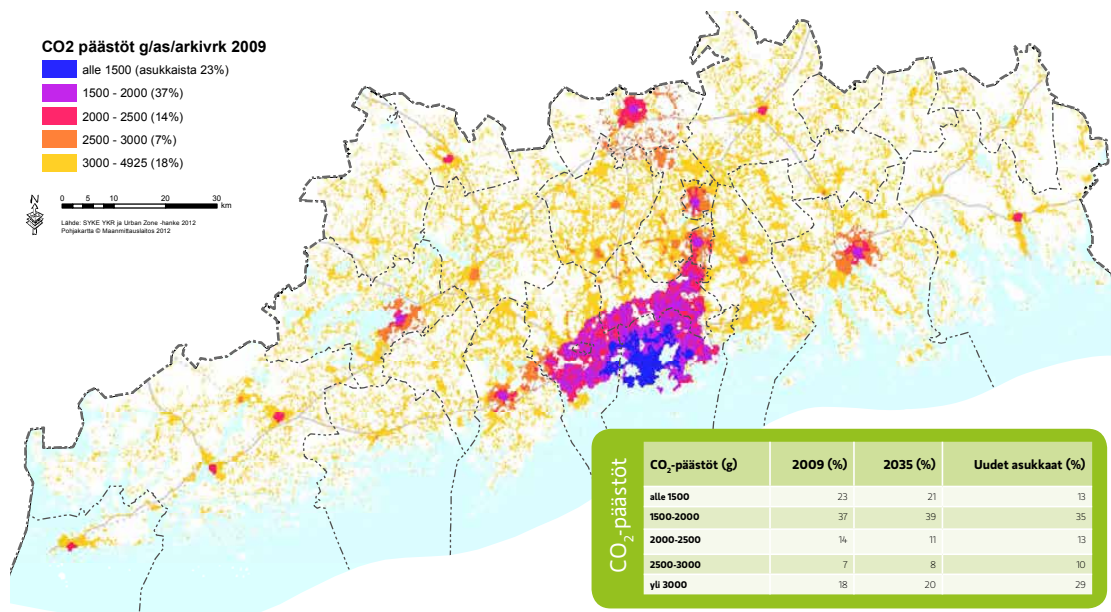 CO2 päästöt g/as/arkivrk 2009
alle 1500 (asukkaista 23%)
1500 - 2000 (37%)
2000 - 2500 (14%)
2500 - 3000 (7%)
3000 - 4925 (18%)
N
0 5 10 20 30
km
Lähde: SYKE YKR ja Urban Zone -hanke 2012
Pohjakartta © Maanmittauslaitos 2012
CO₂-päästöt
CO₂-päästöt (g) 2009 (%) 2035 (%) Uudet asukkaat (%)
alle 1500 23 21 13
1500-2000 37 39 35
2000-2500 14 11 13
2500-3000 7 8 10
yli 3000 18 20 29